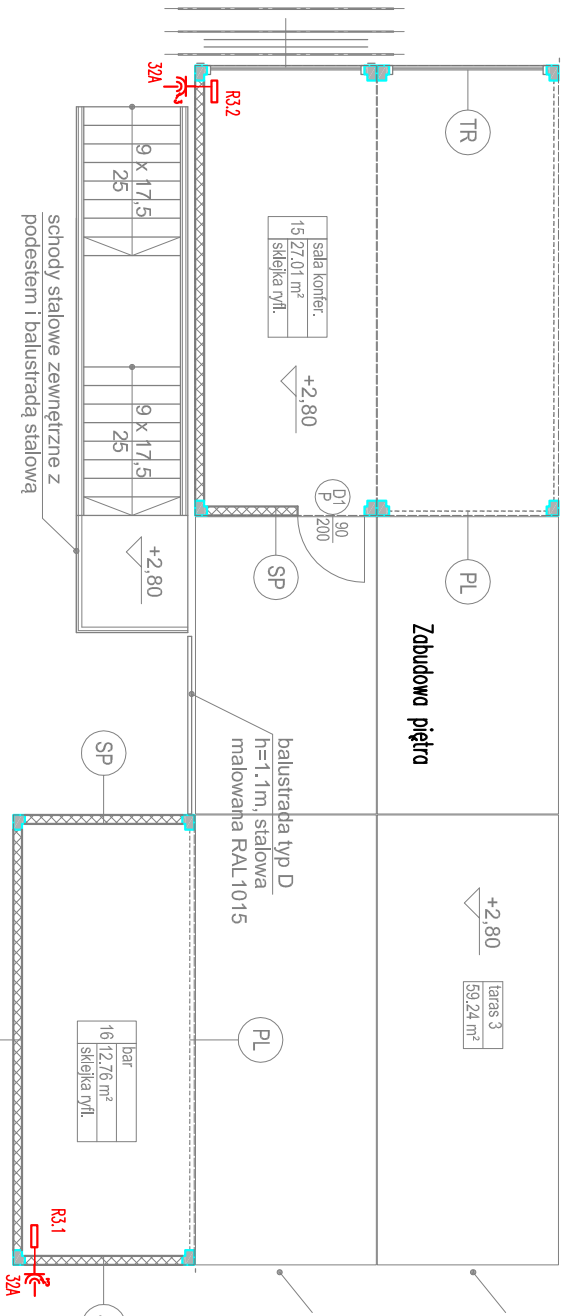 32A
R3.2
TR
9 x 17,5
25
schody stalowe zewnętrzne z
podestem i balustradą stalową
sala konfer.
15 27.01 m²
sklejka ryfl.
+2,80
9 x 17,5
25
+2,80
D1
P
90
200
SP
PL
Zabudowa piętra
balustrada typ D
h=1.1m, stalowa
malowana RAL 1015
SP
+2,80
taras 3
59.24 m²
PL
bar
16 12.76 m²
sklejka ryfl.
R3.1
32A